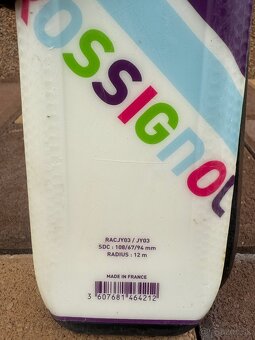 ROSSIGNOL
RACJY03 / JY03
SDC : 108/67/94 mm
RADIUS : 12 m
MADE IN FRANCE
3 607681 464212